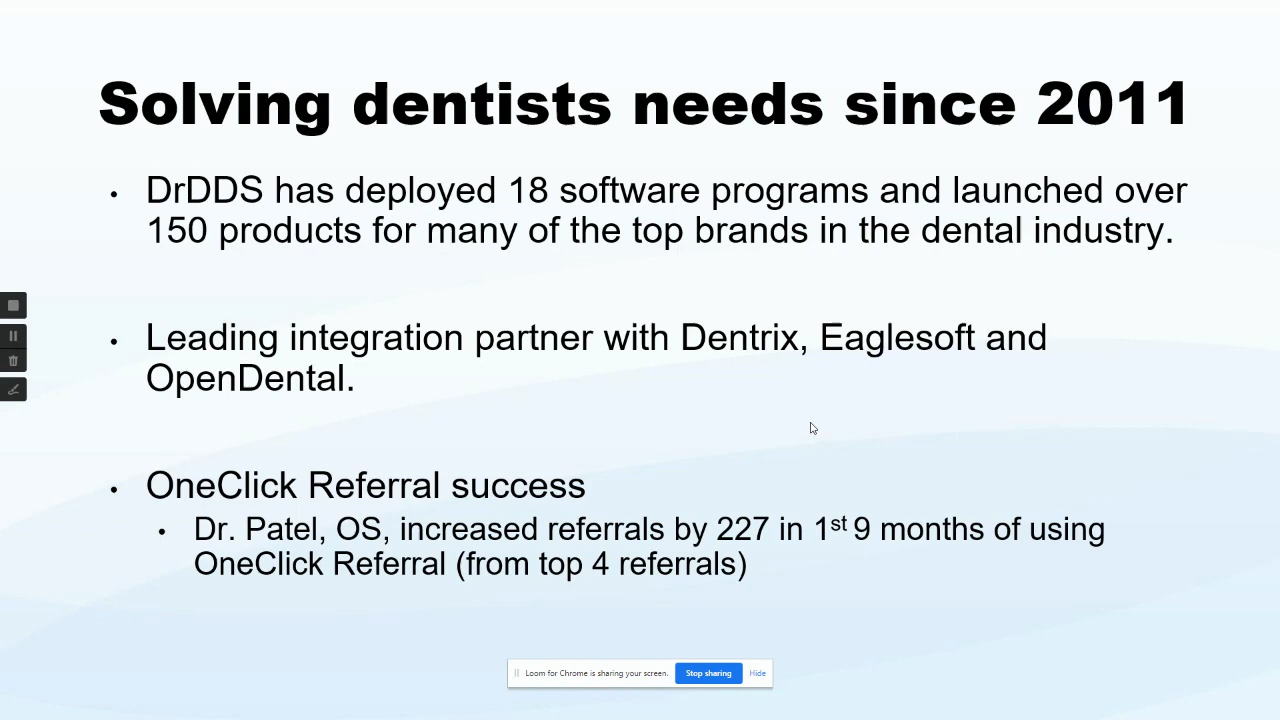 Solving dentists needs since 2011
• DrDDS has deployed 18 software programs and launched over
150 products for many of the top brands in the dental industry.
• Leading integration partner with Dentrix, Eaglesoft and
OpenDental.
• OneClick Referral success
• Dr. Patel, OS, increased referrals by 227 in 1st 9 months of using
OneClick Referral (from top 4 referrals)
Loom for Chrome is sharing your screen. Stop sharing Hide